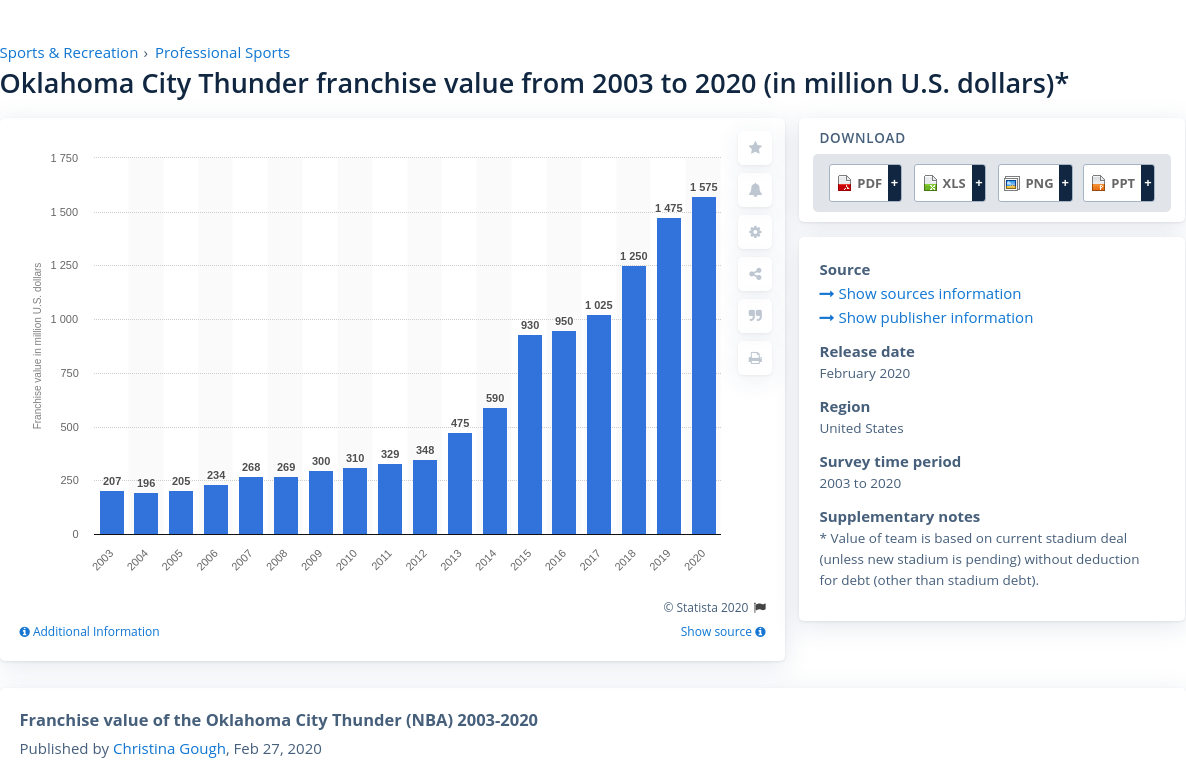 Sports & Recreation › Professional Sports
Oklahoma City Thunder franchise value from 2003 to 2020 (in million U.S. dollars)*
Franchise value in million U.S. dollars
1 750
1 500
1 250
1 000
750
500
250
0
207
196
205
234
268
269
300
310
329
348
475
590
930
950
1 025
1 250
1 475
1 575
2003
2004
2005
2006
2007
2008
2009
2010
2011
2012
2013
2014
2015
2016
2017
2018
2019
2020
© Statista 2020
Additional Information
Show source
DOWNLOAD
PDF + XLS + PNG + PPT +
Source
Show sources information
Show publisher information
Release date
February 2020
Region
United States
Survey time period
2003 to 2020
Supplementary notes
* Value of team is based on current stadium deal
(unless new stadium is pending) without deduction
for debt (other than stadium debt).
Franchise value of the Oklahoma City Thunder (NBA) 2003-2020
Published by Christina Gough, Feb 27, 2020